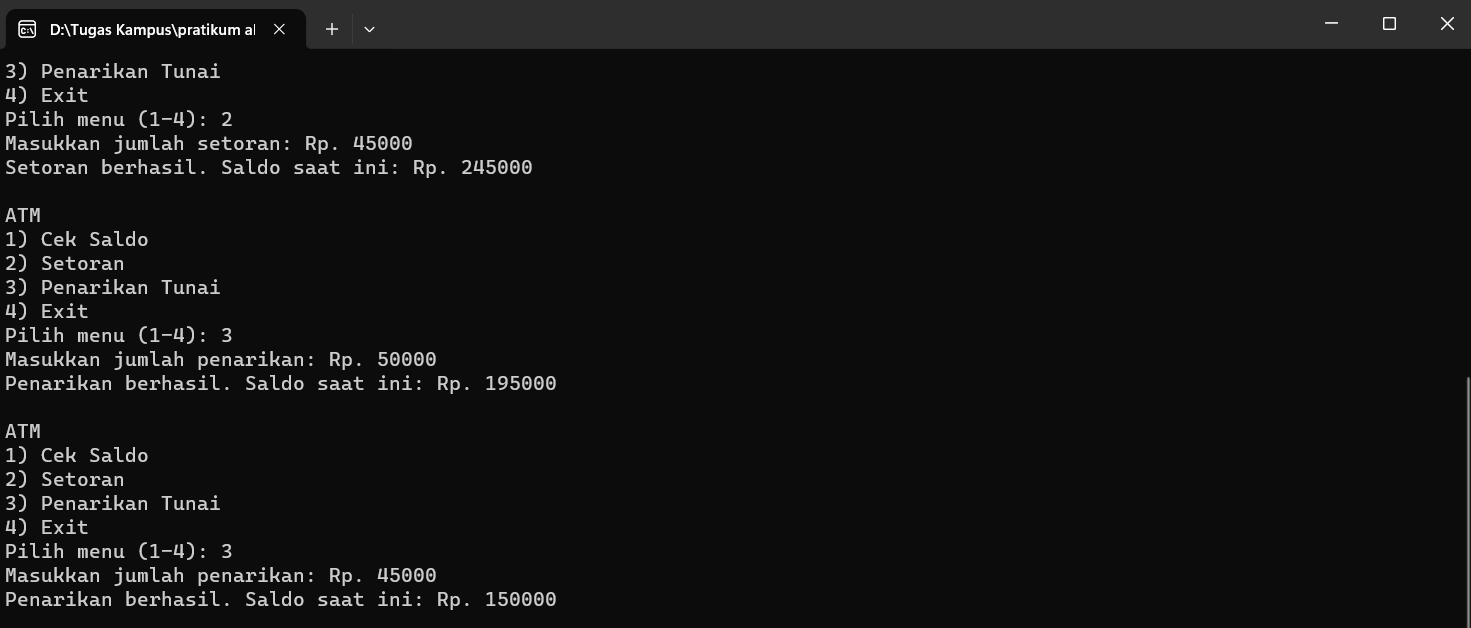 D:\Tugas Kampus\pratikum al
3) Penarikan Tunai
4) Exit
Pilih menu (1-4): 2
Masukkan jumlah setoran: Rp. 45000
Setoran berhasil. Saldo saat ini: Rp. 245000
ATM
1) Cek Saldo
2) Setoran
3) Penarikan Tunai
4) Exit
Pilih menu (1-4): 3
Masukkan jumlah penarikan: Rp. 50000
Penarikan berhasil. Saldo saat ini: Rp. 195000
ATM
1) Cek Saldo
2) Setoran
3) Penarikan Tunai
4) Exit
Pilih menu (1-4): 3
Masukkan jumlah penarikan: Rp. 45000
Penarikan berhasil. Saldo saat ini: Rp. 150000